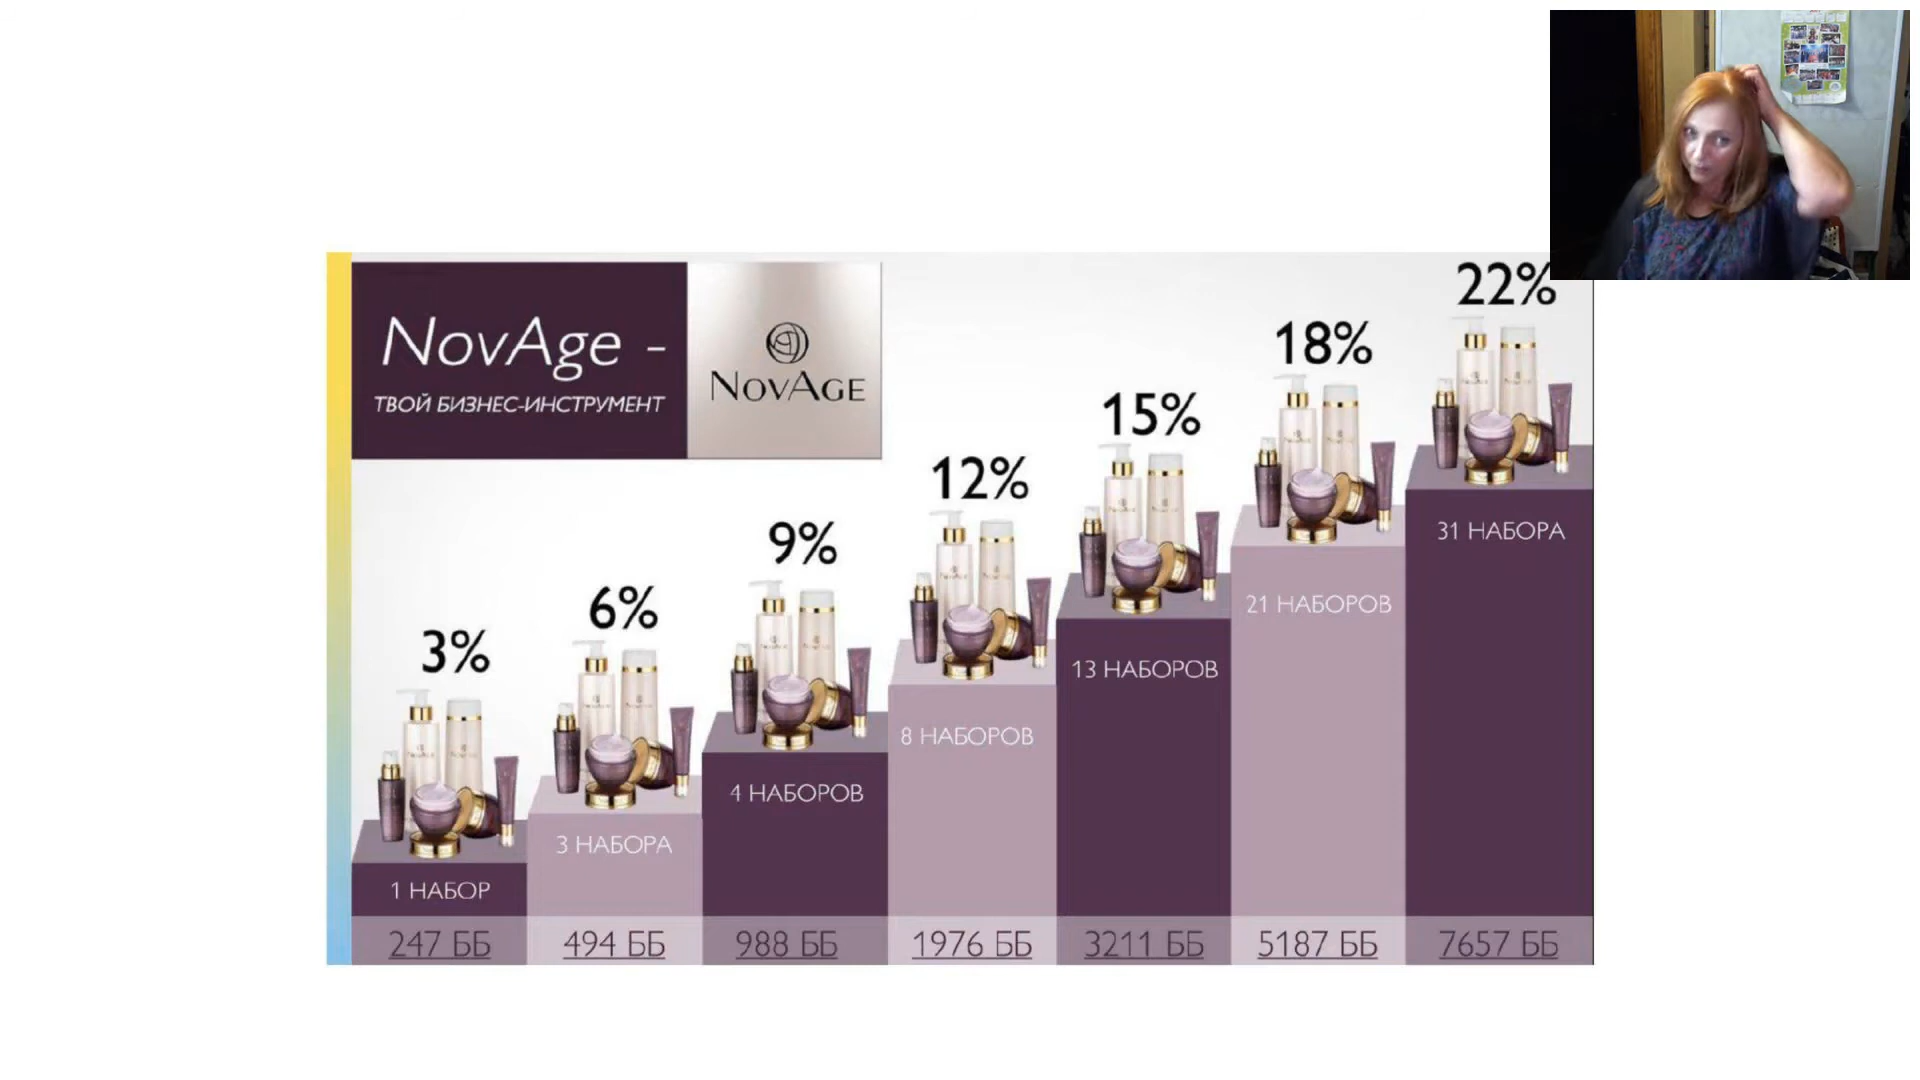 NovAge -
ТВОЙ БИЗНЕС-ИНСТРУМЕНТ
NOVAGE
3%
6%
9%
12%
15%
18%
22%
1 НАБОР
3 НАБОРА
4 НАБОРОВ
8 НАБОРОВ
13 НАБОРОВ
21 НАБОРОВ
31 НАБОРА
247 ББ
494 ББ
988 ББ
1976 ББ
3211 ББ
5187 ББ
7657 ББ